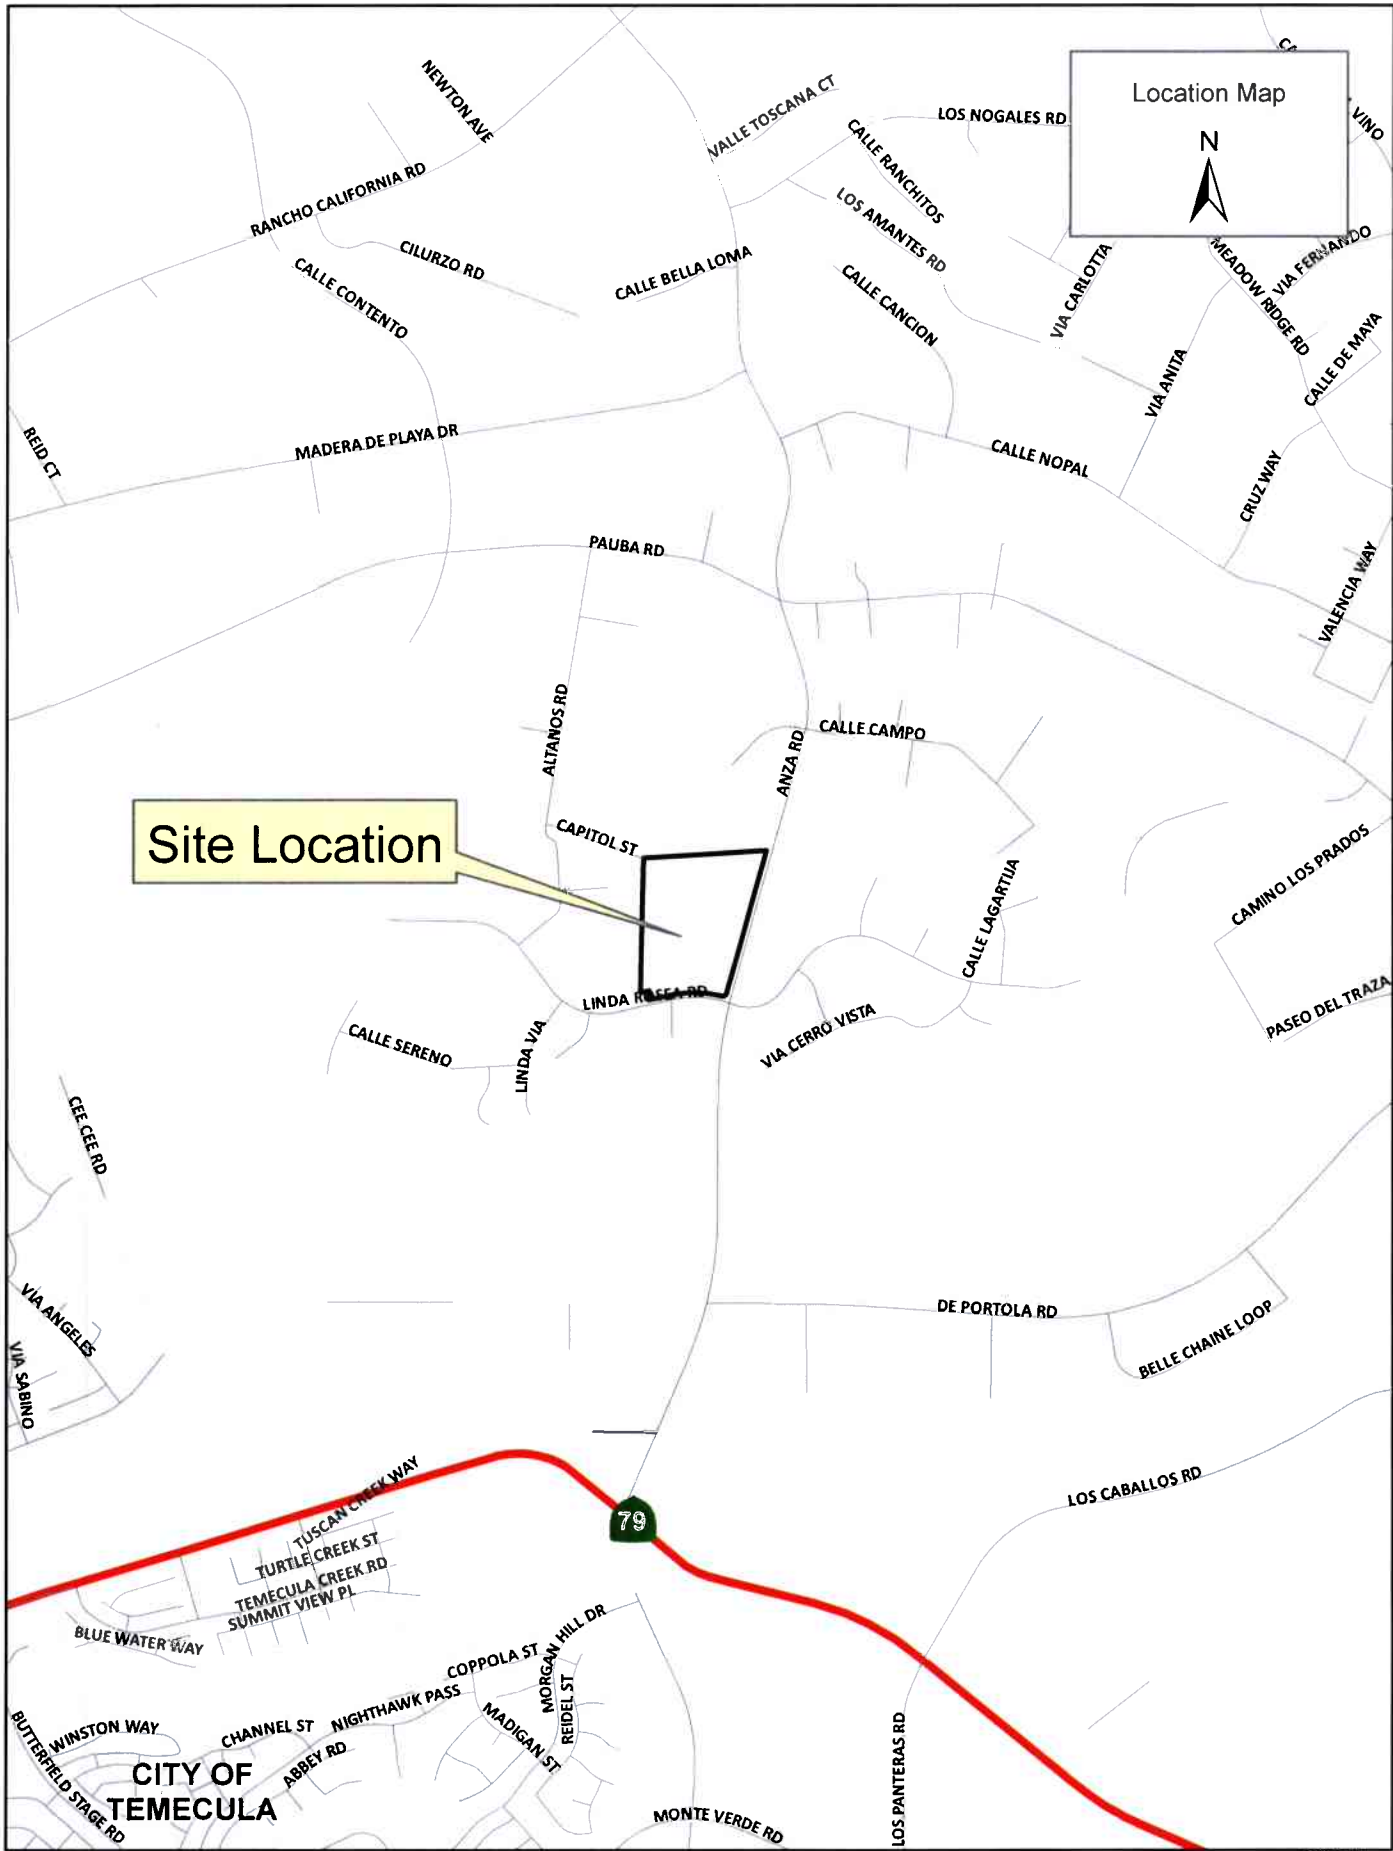 NEWTON AVE
VALLE TOSCANA CT
LOS NOGALES RD
Location Map
N
VINO
CALLE RANCHITOS
RANCHO CALIFORNIA RD
LOS AMANTES RD
CILURZO RD
CALLE BELLA LOMA
CALLE CONTENTO
CALLE CANCION
VIA CARLOTTA
MEADOW RIDGE RD
VIA FERNANDO
CALLE DE MAYA
VIA ANITA
REID CT
MADERA DE PLAYA DR
CALLE NOPAL
CRUZ WAY
PAUBA RD
VALENCIA WAY
ALTANOS RD
ANZA RD
CALLE CAMPO
Site Location
CAPITOL ST
CALLE LAGARTIJA
CAMINO LOS PRADOS
LINDA ROSEA RD
PASEO DEL TRAZA
CALLE SERENO
LINDA VIA
VIA CERRO VISTA
CEE CEE RD
VIA ANGELES
VIA SABINO
DE PORTOLA RD
BELLE CHAINE LOOP
LOS CABALLOS RD
TUSCAN CREEK WAY
79
TURTLE CREEK ST
TEMECULA CREEK RD
SUMMIT VIEW PL
BLUE WATER WAY
COPPOLA ST
MORGAN HILL DR
REIDEL ST
NIGHTHAWK PASS
MADIGAN ST
CHANNEL ST
WINSTON WAY
ABBEY RD
BUTTERFIELD STAGE RD
CITY OF
TEMECULA
MONTE VERDE RD
LOS PANTERAS RD